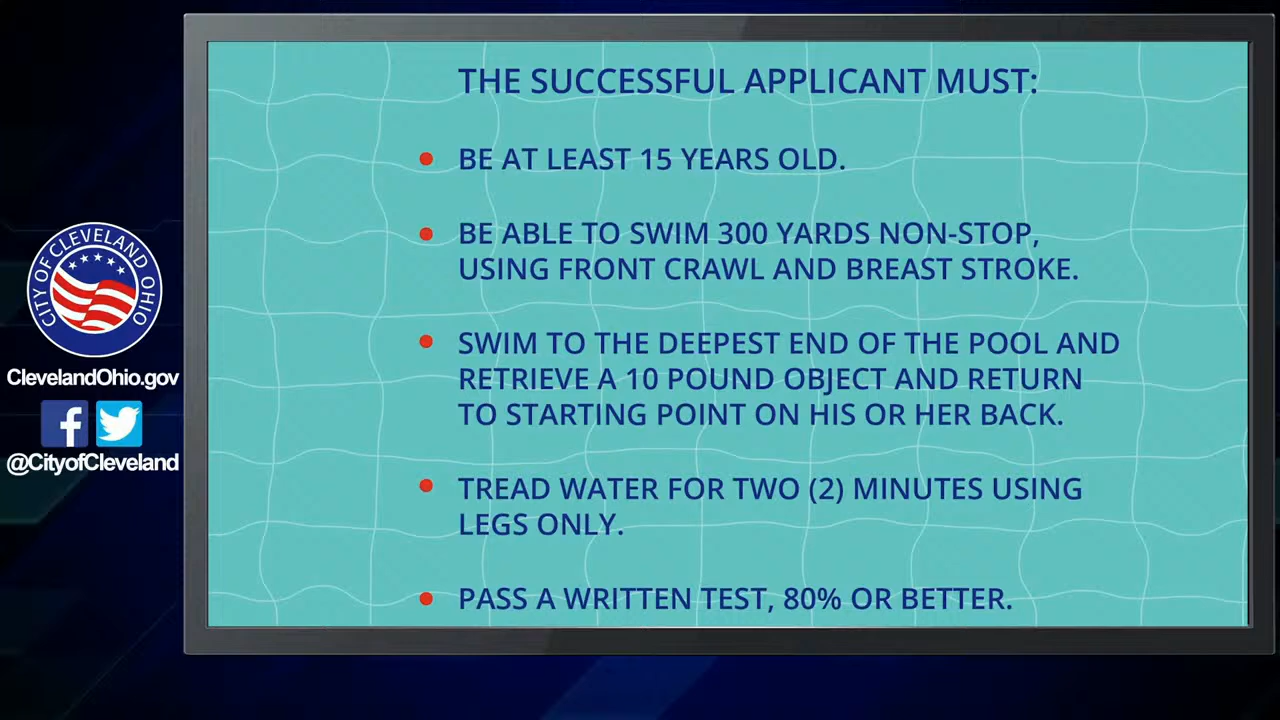 THE SUCCESSFUL APPLICANT MUST:
BE AT LEAST 15 YEARS OLD.
BE ABLE TO SWIM 300 YARDS NON-STOP,
USING FRONT CRAWL AND BREAST STROKE.
SWIM TO THE DEEPEST END OF THE POOL AND
RETRIEVE A 10 POUND OBJECT AND RETURN
TO STARTING POINT ON HIS OR HER BACK.
TREAD WATER FOR TWO (2) MINUTES USING
LEGS ONLY.
PASS A WRITTEN TEST, 80% OR BETTER.
CITY OF CLEVELAND OHIO
ClevelandOhio.gov
@CityofCleveland